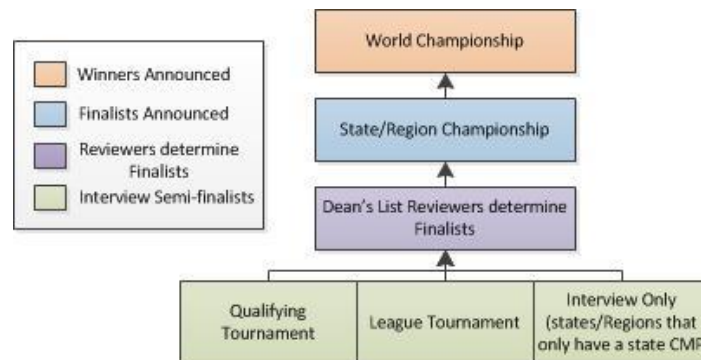 World Championship
Winners Announced
Finalists Announced
Reviewers determine
Finalists
Interview Semi-finalists
State/Region Championship
Dean's List Reviewers determine
Finalists
Qualifying
Tournament
League Tournament
Interview Only
(states/Regions that
only have a state CMP